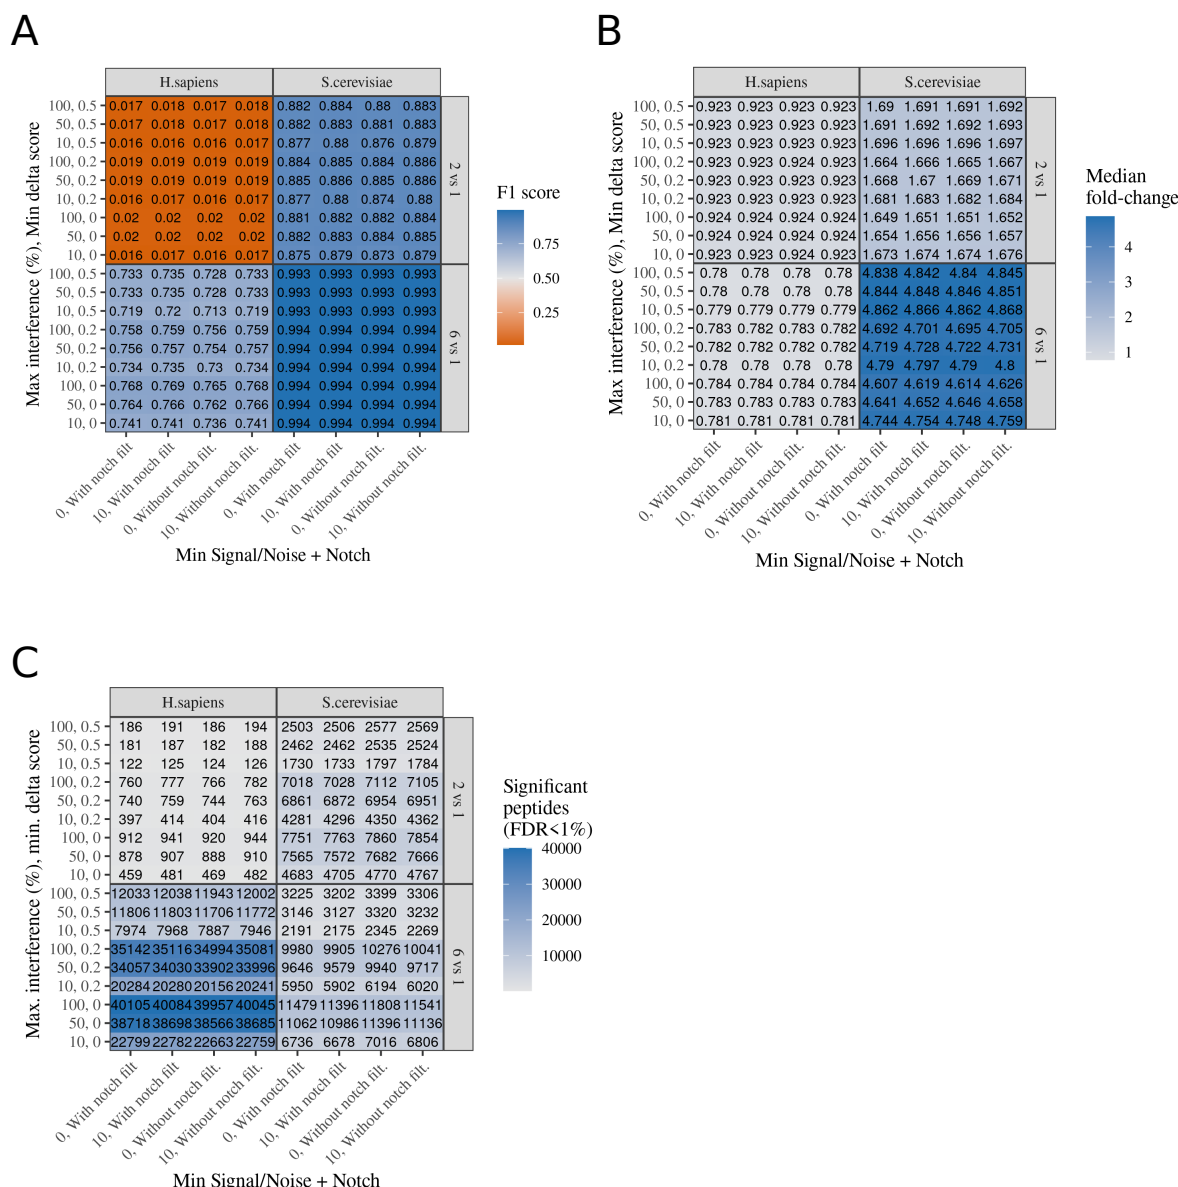 A
H.sapiens S.cerevisiae
Max interference (%), Min delta score
100, 0.5 0.017 0.018 0.017 0.018 0.882 0.884 0.88 0.883
50, 0.5 0.017 0.018 0.017 0.018 0.882 0.883 0.881 0.883
10, 0.5 0.016 0.016 0.016 0.017 0.877 0.88 0.876 0.879
100, 0.2 0.019 0.019 0.019 0.019 0.884 0.885 0.884 0.886
50, 0.2 0.019 0.019 0.019 0.019 0.885 0.886 0.885 0.886
10, 0.2 0.016 0.017 0.016 0.017 0.877 0.88 0.874 0.88
100, 0 0.02 0.02 0.02 0.02 0.881 0.882 0.882 0.884
50, 0 0.02 0.02 0.02 0.02 0.882 0.883 0.884 0.885
10, 0 0.016 0.017 0.016 0.017 0.875 0.879 0.873 0.879
2 vs 1
100, 0.5 0.733 0.735 0.728 0.733 0.993 0.993 0.993 0.993
50, 0.5 0.733 0.735 0.728 0.733 0.993 0.993 0.993 0.993
10, 0.5 0.719 0.72 0.713 0.719 0.993 0.993 0.993 0.993
100, 0.2 0.758 0.759 0.756 0.759 0.994 0.994 0.994 0.994
50, 0.2 0.756 0.757 0.754 0.757 0.994 0.994 0.994 0.994
10, 0.2 0.734 0.735 0.73 0.734 0.994 0.994 0.994 0.994
100, 0 0.768 0.769 0.765 0.768 0.994 0.994 0.994 0.994
50, 0 0.764 0.766 0.762 0.766 0.994 0.994 0.994 0.994
10, 0 0.741 0.741 0.736 0.741 0.994 0.994 0.994 0.994
6 vs 1
0, With notch filt
10, With notch filt
0, Without notch filt.
10, Without notch filt.
0, With notch filt
10, With notch filt
0, Without notch filt.
10, Without notch filt.
Min Signal/Noise + Notch
F1 score
0.75
0.50
0.25
B
H.sapiens S.cerevisiae
Max interference (%), Min delta score
100, 0.5 0.923 0.923 0.923 0.923 1.69 1.691 1.691 1.692
50, 0.5 0.923 0.923 0.923 0.923 1.691 1.692 1.692 1.693
10, 0.5 0.923 0.923 0.923 0.923 1.696 1.696 1.696 1.697
100, 0.2 0.923 0.923 0.924 0.923 1.664 1.666 1.665 1.667
50, 0.2 0.923 0.923 0.923 0.923 1.668 1.67 1.669 1.671
10, 0.2 0.923 0.923 0.923 0.923 1.681 1.683 1.682 1.684
100, 0 0.924 0.924 0.924 0.924 1.649 1.651 1.651 1.652
50, 0 0.924 0.924 0.924 0.924 1.654 1.656 1.656 1.657
10, 0 0.923 0.923 0.924 0.923 1.673 1.674 1.674 1.676
2 vs 1
100, 0.5 0.78 0.78 0.78 0.78 4.838 4.842 4.84 4.845
50, 0.5 0.78 0.78 0.78 0.78 4.844 4.848 4.846 4.851
10, 0.5 0.779 0.779 0.779 0.779 4.862 4.866 4.862 4.868
100, 0.2 0.783 0.782 0.783 0.782 4.692 4.701 4.695 4.705
50, 0.2 0.782 0.782 0.782 0.782 4.719 4.728 4.722 4.731
10, 0.2 0.78 0.78 0.78 0.78 4.79 4.797 4.79 4.8
100, 0 0.784 0.784 0.784 0.784 4.607 4.619 4.614 4.626
50, 0 0.783 0.783 0.783 0.783 4.641 4.652 4.646 4.658
10, 0 0.781 0.781 0.781 0.781 4.744 4.754 4.748 4.759
6 vs 1
0, With notch filt
10, With notch filt
0, Without notch filt.
10, Without notch filt.
0, With notch filt
10, With notch filt
0, Without notch filt.
10, Without notch filt.
Min Signal/Noise + Notch
Median
fold-change
4
3
2
1
C
H.sapiens S.cerevisiae
Max. interference (%), min. delta score
100, 0.5 186 191 186 194 2503 2506 2577 2569
50, 0.5 181 187 182 188 2462 2462 2535 2524
10, 0.5 122 125 124 126 1730 1733 1797 1784
100, 0.2 760 777 766 782 7018 7028 7112 7105
50, 0.2 740 759 744 763 6861 6872 6954 6951
10, 0.2 397 414 404 416 4281 4296 4350 4362
100, 0 912 941 920 944 7751 7763 7860 7854
50, 0 878 907 888 910 7565 7572 7682 7666
10, 0 459 481 469 482 4683 4705 4770 4767
2 vs 1
100, 0.5 12033 12038 11943 12002 3225 3202 3399 3306
50, 0.5 11806 11803 11706 11772 3146 3127 3320 3232
10, 0.5 7974 7968 7887 7946 2191 2175 2345 2269
100, 0.2 35142 35116 34994 35081 9980 9905 10276 10041
50, 0.2 34057 34030 33902 33996 9646 9579 9940 9717
10, 0.2 20284 20280 20156 20241 5950 5902 6194 6020
100, 0 40105 40084 39957 40045 11479 11396 11808 11541
50, 0 38718 38698 38566 38685 11062 10986 11396 11136
10, 0 22799 22782 22663 22759 6736 6678 7016 6806
6 vs 1
0, With notch filt
10, With notch filt
0, Without notch filt.
10, Without notch filt.
0, With notch filt
10, With notch filt
0, Without notch filt.
10, Without notch filt.
Min Signal/Noise + Notch
Significant
peptides
(FDR<1%)
40000
30000
20000
10000